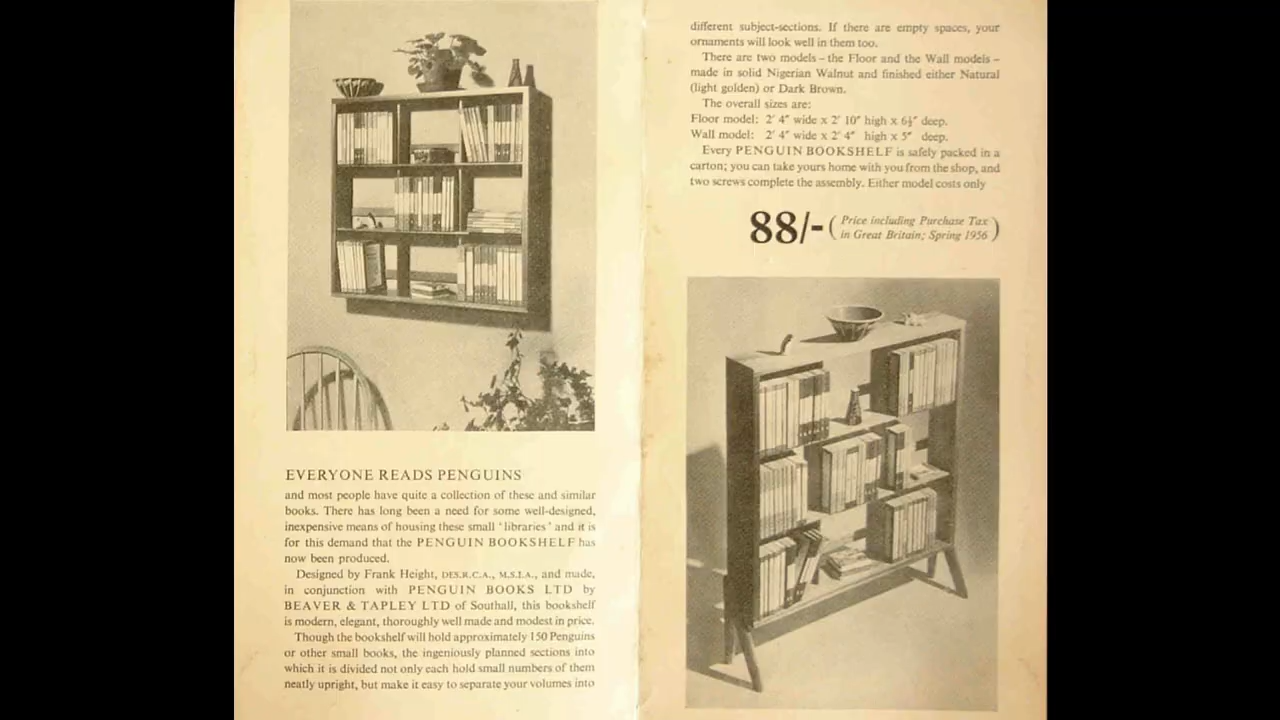 EVERYONE READS PENGUINS
and most people have quite a collection of these and similar
books. There has long been a need for some well-designed,
inexpensive means of housing these small 'libraries' and it is
for this demand that the PENGUIN BOOKSHELF has
now been produced.
Designed by Frank Height, DES.R.C.A., M.S.I.A., and made,
in conjunction with PENGUIN BOOKS LTD by
BEAVER & TAPLEY LTD of Southall, this bookshelf
is modern, elegant, thoroughly well made and modest in price.
Though the bookshelf will hold approximately 150 Penguins
or other small books, the ingeniously planned sections into
which it is divided not only each hold small numbers of them
neatly upright, but make it easy to separate your volumes into
different subject-sections. If there are empty spaces, your
ornaments will look well in them too.
There are two models – the Floor and the Wall models –
made in solid Nigerian Walnut and finished either Natural
(light golden) or Dark Brown.
The overall sizes are:
Floor model: 2' 4" wide x 2' 10" high x 6½" deep.
Wall model: 2' 4" wide x 2' 4" high x 5" deep.
Every PENGUIN BOOKSHELF is safely packed in a
carton; you can take yours home with you from the shop, and
two screws complete the assembly. Either model costs only
88/- (Price including Purchase Tax
in Great Britain; Spring 1956)